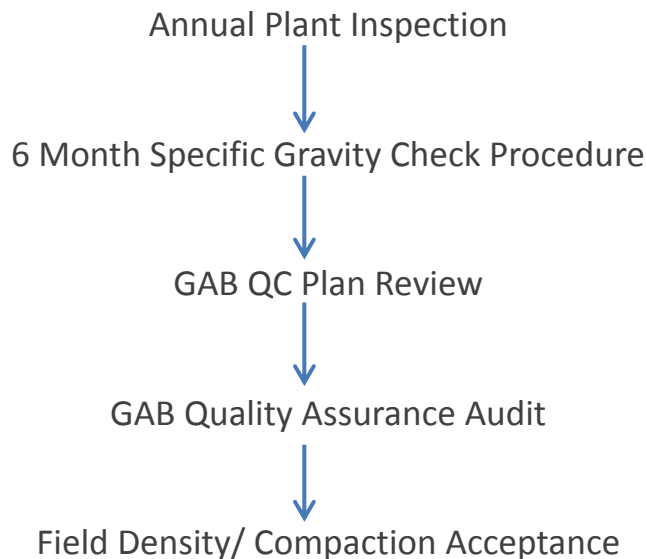 Annual Plant Inspection
6 Month Specific Gravity Check Procedure
GAB QC Plan Review
GAB Quality Assurance Audit
Field Density/ Compaction Acceptance